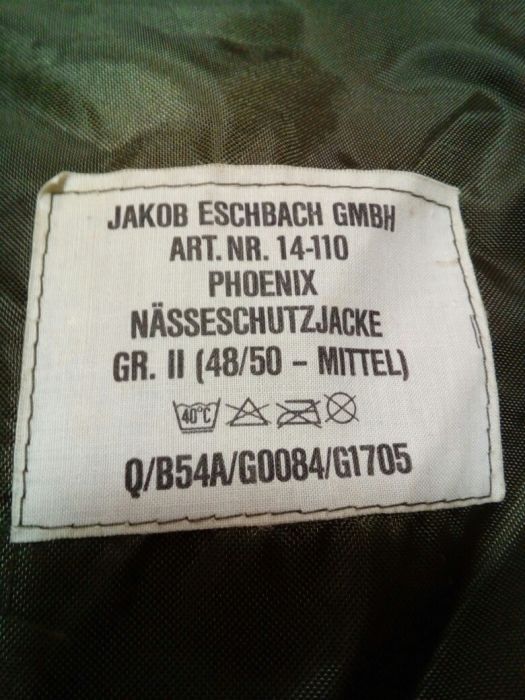 JAKOB ESCHBACH GMBH
ART. NR. 14-110
PHOENIX
NÄSSESCHUTZJACKE
GR. II (48/50 – MITTEL)
40°C
Q/B54A/G0084/G1705